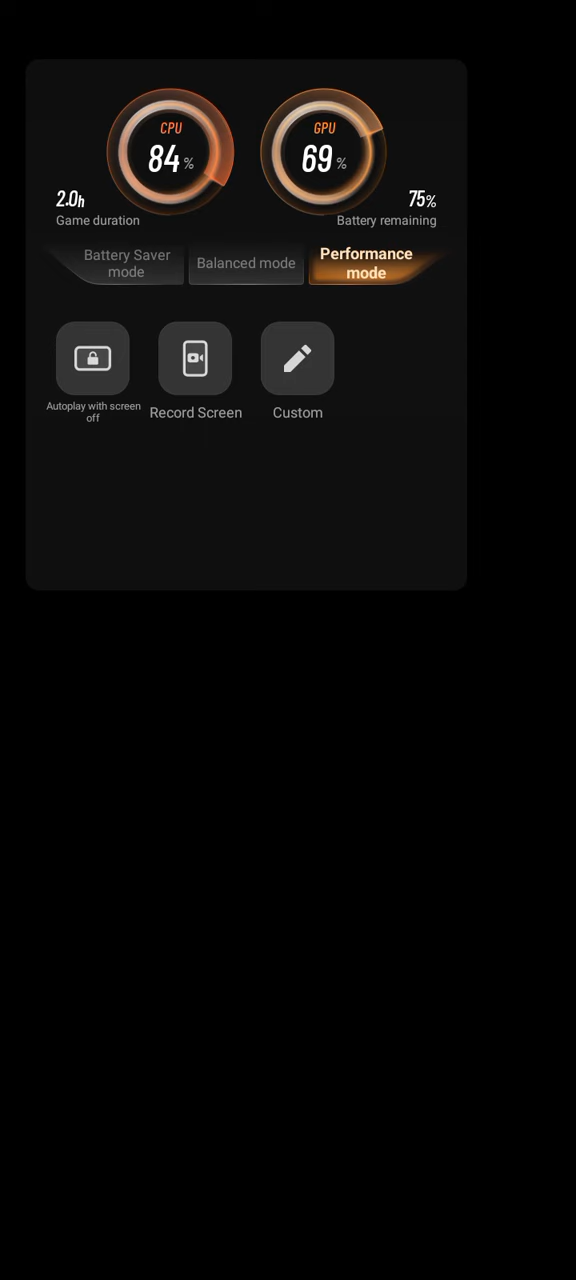 CPU
84%
GPU
69%
2.0h
Game duration
75%
Battery remaining
Battery Saver
mode
Balanced mode
Performance
mode
Autoplay with screen
off
Record Screen
Custom